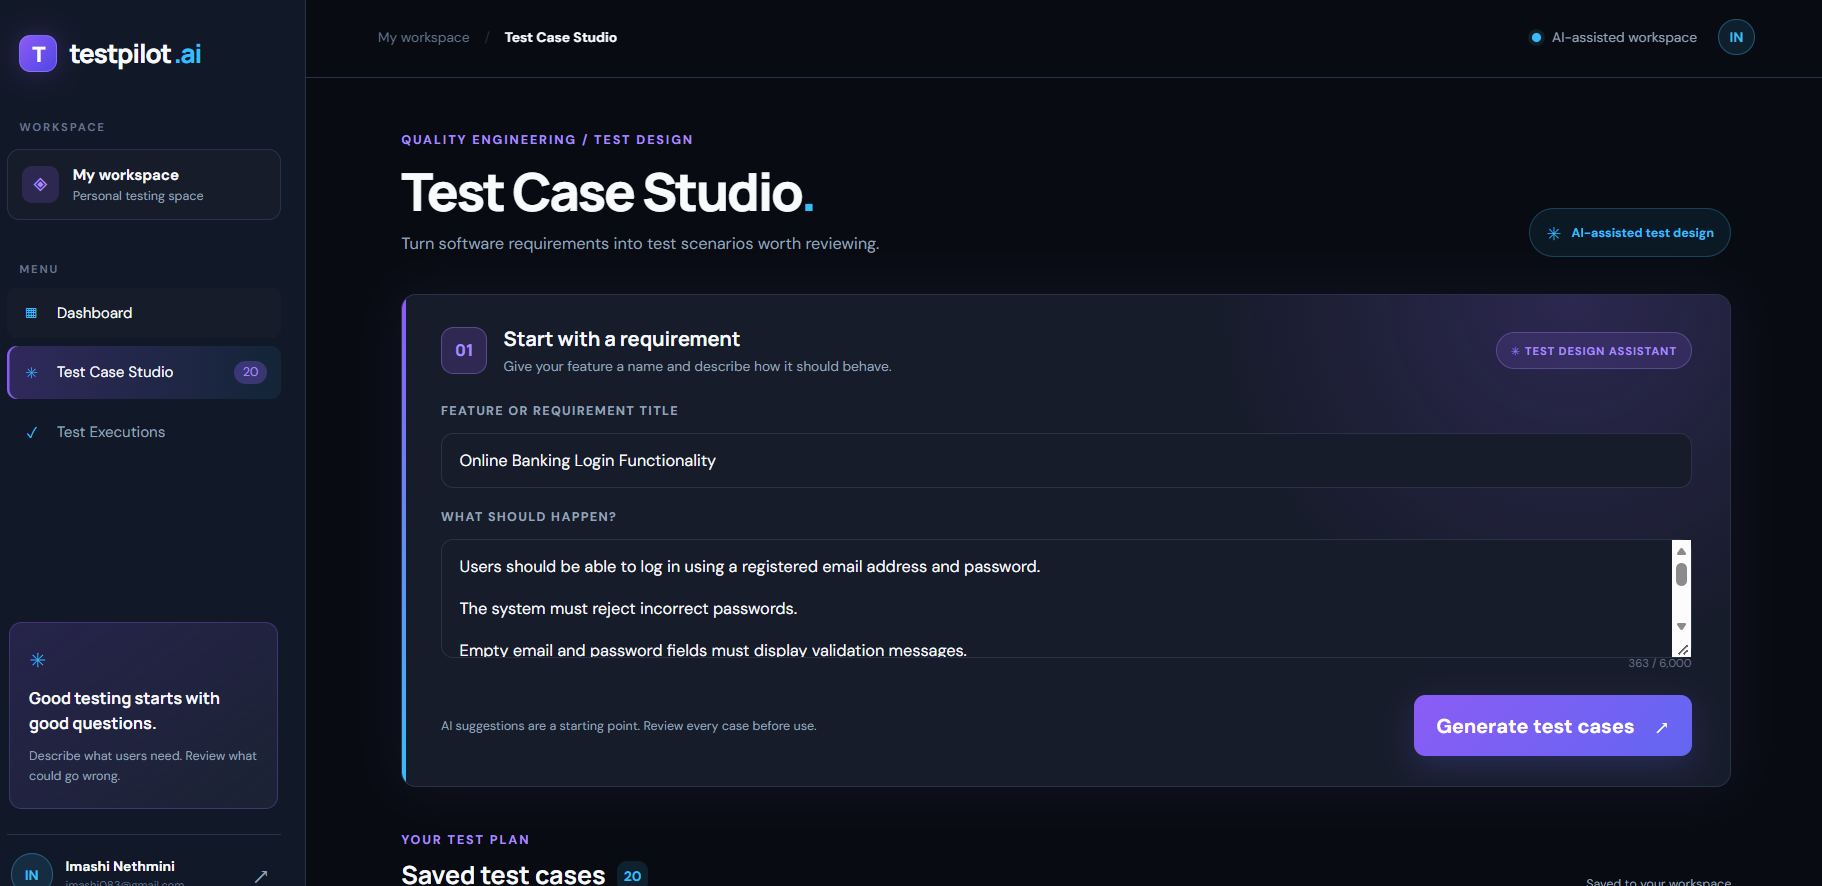 T testpilot.ai
WORKSPACE
My workspace
Personal testing space
MENU
Dashboard
Test Case Studio 20
Test Executions
Good testing starts with
good questions.
Describe what users need. Review what
could go wrong.
IN Imashi Nethmini
imashi083@gmail.com
My workspace / Test Case Studio
AI-assisted workspace IN
QUALITY ENGINEERING / TEST DESIGN
Test Case Studio.
Turn software requirements into test scenarios worth reviewing.
AI-assisted test design
01 Start with a requirement
Give your feature a name and describe how it should behave.
TEST DESIGN ASSISTANT
FEATURE OR REQUIREMENT TITLE
Online Banking Login Functionality
WHAT SHOULD HAPPEN?
Users should be able to log in using a registered email address and password.
The system must reject incorrect passwords.
Empty email and password fields must display validation messages.
363 / 6,000
AI suggestions are a starting point. Review every case before use.
Generate test cases
YOUR TEST PLAN
Saved test cases 20
Saved to your workspace